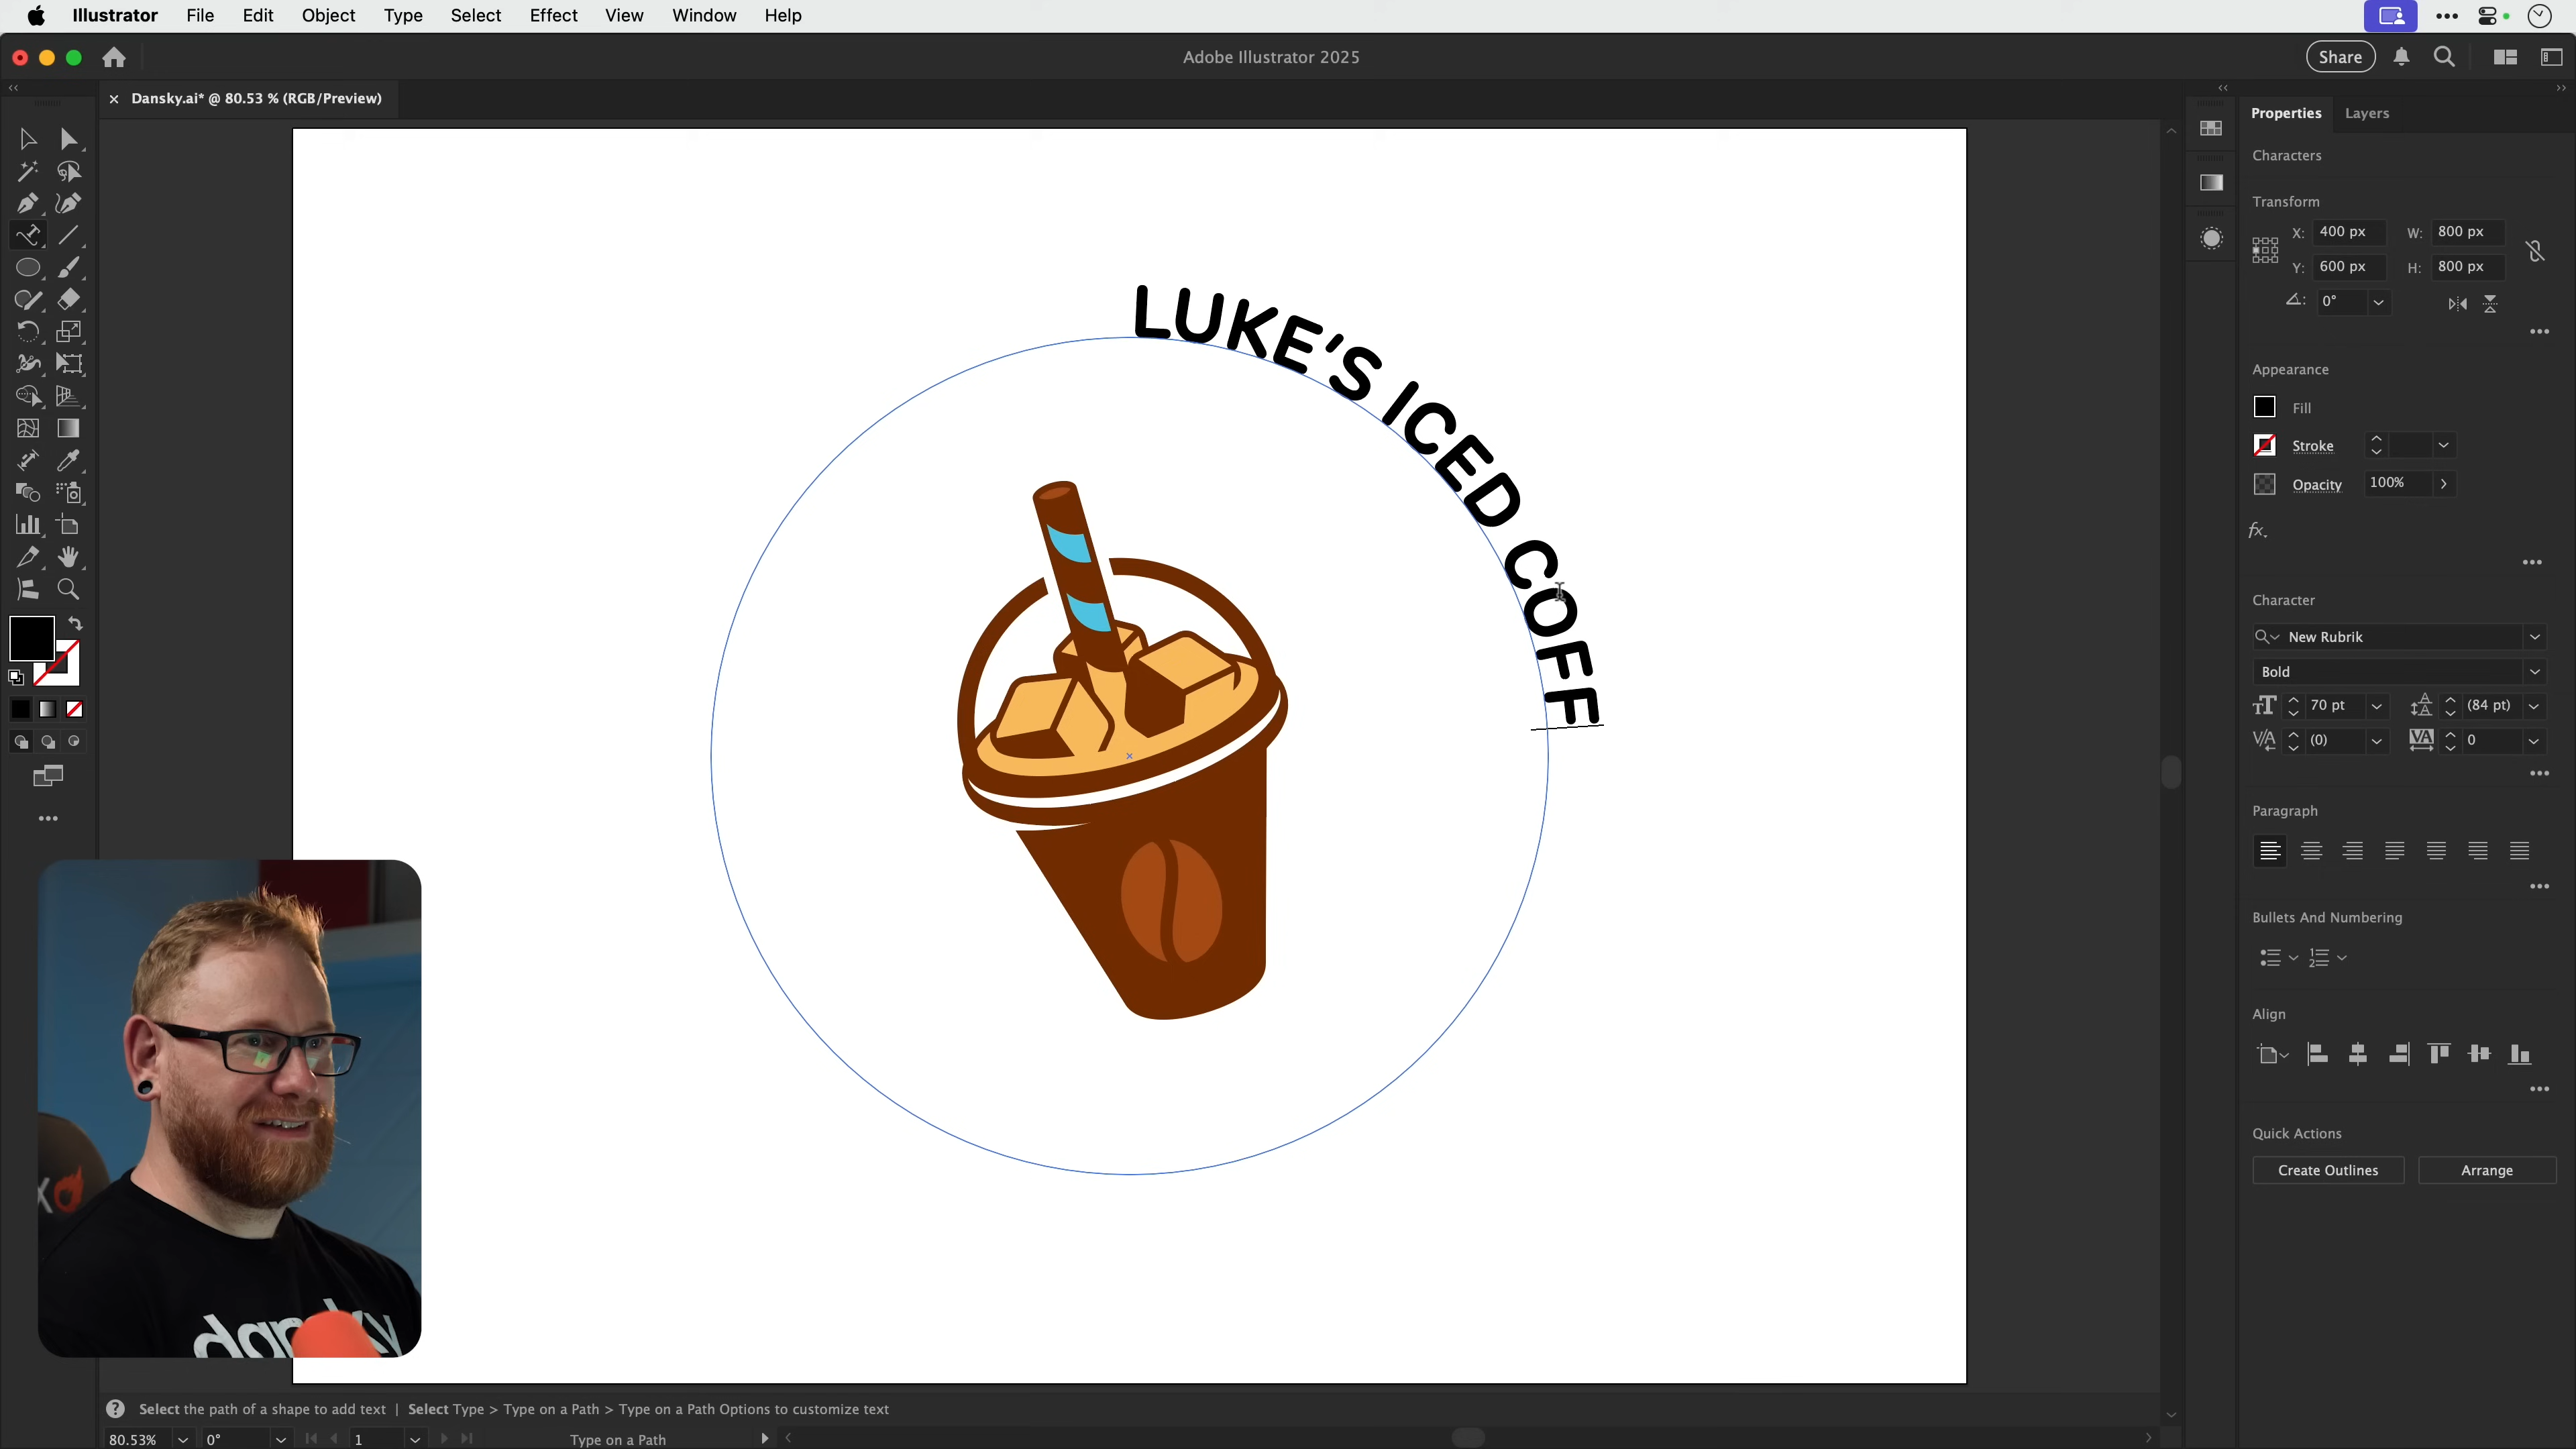 Illustrator File Edit Object Type Select Effect View Window Help
Adobe Illustrator 2025
Share
× Dansky.ai* @ 80.53 % (RGB/Preview)
Properties Layers
Characters
Transform
X: 400 px W: 800 px
Y: 600 px H: 800 px
0°
Appearance
Fill
Stroke
Opacity 100%
fx.
Character
New Rubrik
Bold
70 pt (84 pt)
(0) 0
Paragraph
Bullets And Numbering
Align
Quick Actions
Create Outlines Arrange
LUKE'S ICED COFF
dansky
Select the path of a shape to add text | Select Type > Type on a Path > Type on a Path Options to customize text
80.53% 0° 1 Type on a Path